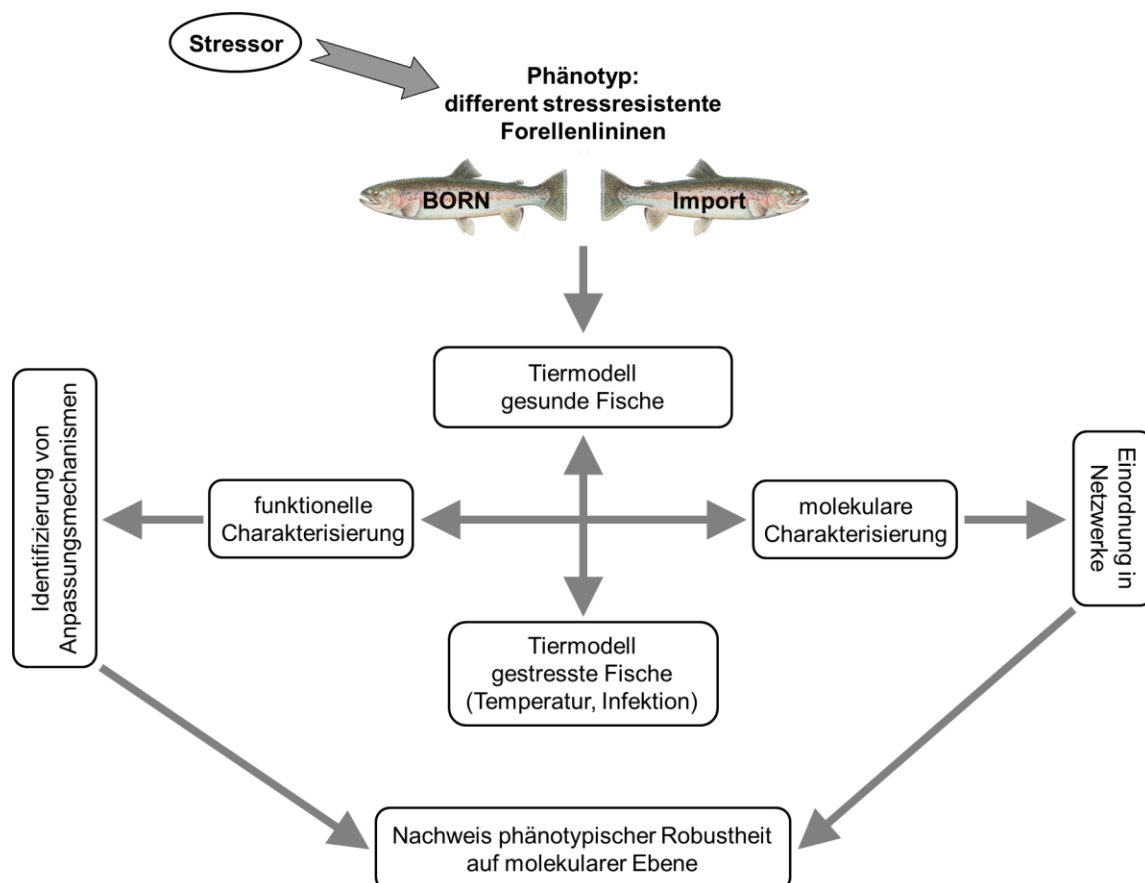 Stressor
Phänotyp:
different stressresistente
Forellenlininen
BORN
Import
Tiermodell
gesunde Fische
Identifizierung von
Anpassungsmechanismen
funktionelle
Charakterisierung
molekulare
Charakterisierung
Einordnung in
Netzwerke
Tiermodell
gestresste Fische
(Temperatur, Infektion)
Nachweis phänotypischer Robustheit
auf molekularer Ebene